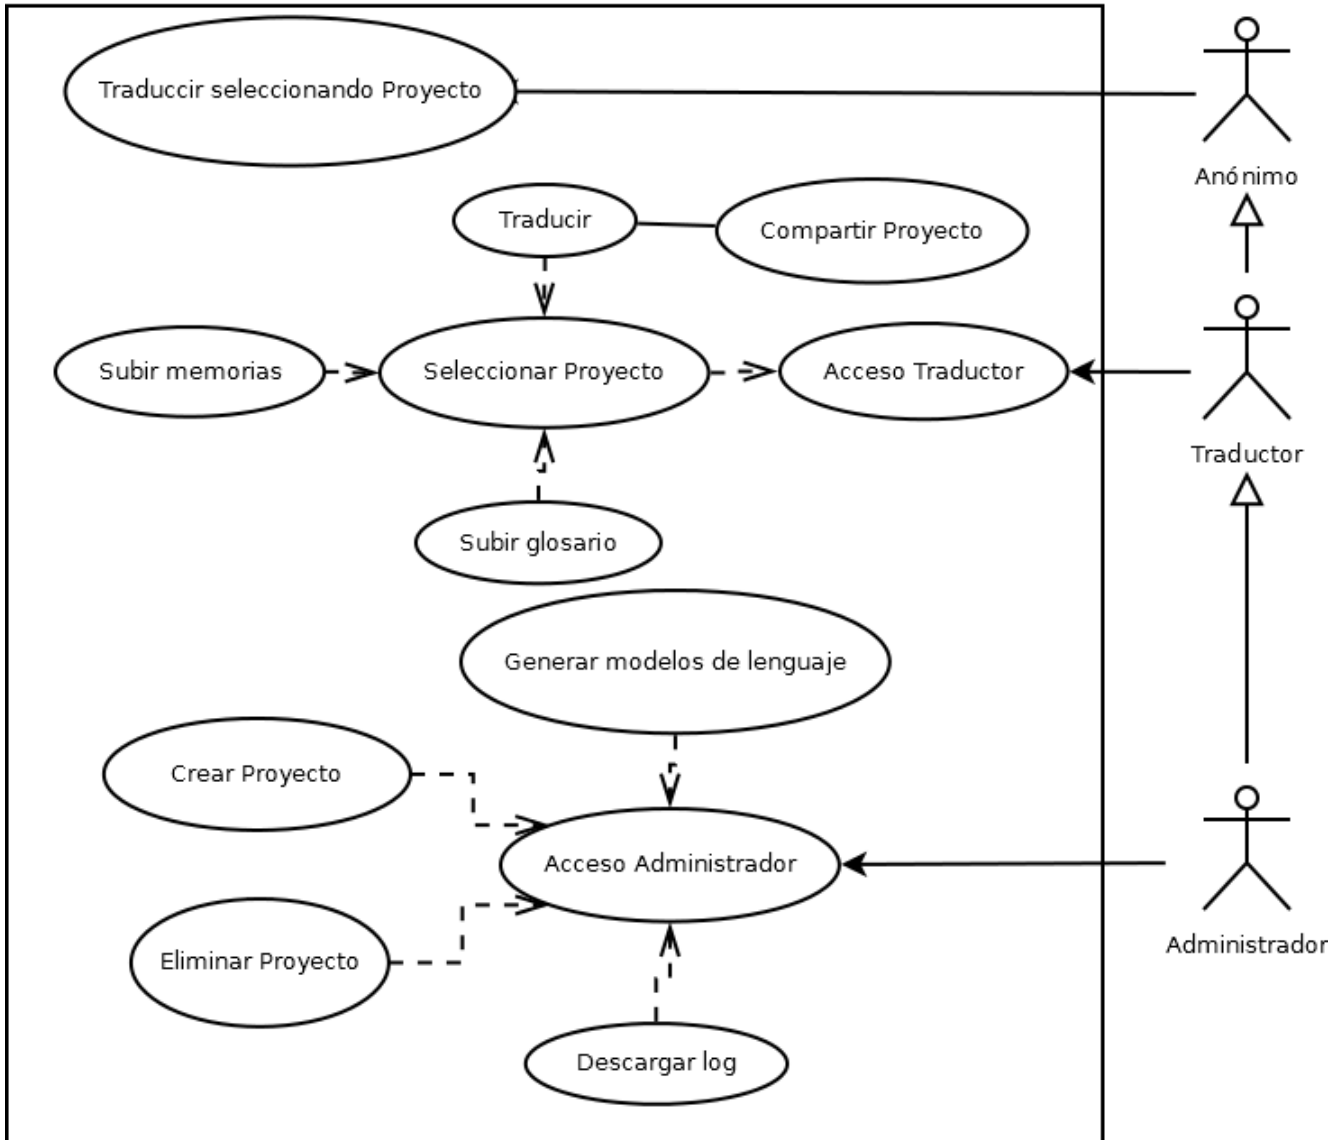 Traduccir seleccionando Proyecto
Anónimo
Traducir
Compartir Proyecto
Subir memorias
Seleccionar Proyecto
Acceso Traductor
Traductor
Subir glosario
Generar modelos de lenguaje
Crear Proyecto
Acceso Administrador
Administrador
Eliminar Proyecto
Descargar log